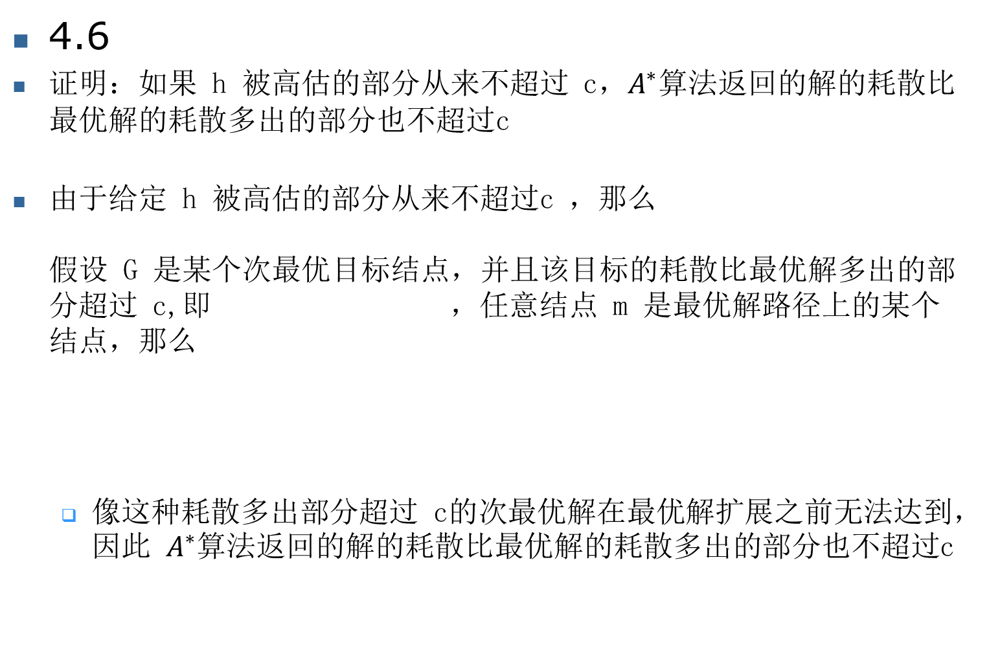 4.6
证明：如果 h 被高估的部分从来不超过 c，A*算法返回的解的耗散比
最优解的耗散多出的部分也不超过c
由于给定 h 被高估的部分从来不超过c ，那么
假设 G 是某个次最优目标结点，并且该目标的耗散比最优解多出的部
分超过 c,即 ，任意结点 m 是最优解路径上的某个
结点，那么
像这种耗散多出部分超过 c的次最优解在最优解扩展之前无法达到，
因此 A*算法返回的解的耗散比最优解的耗散多出的部分也不超过c